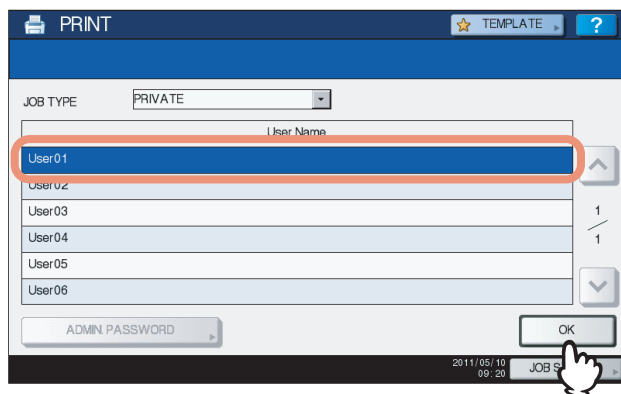 PRINT
TEMPLATE
?
JOB TYPE
PRIVATE
User Name
User01
User02
User03
User04
User05
User06
1
1
ADMIN. PASSWORD
OK
2011/05/10
09:20
JOB S